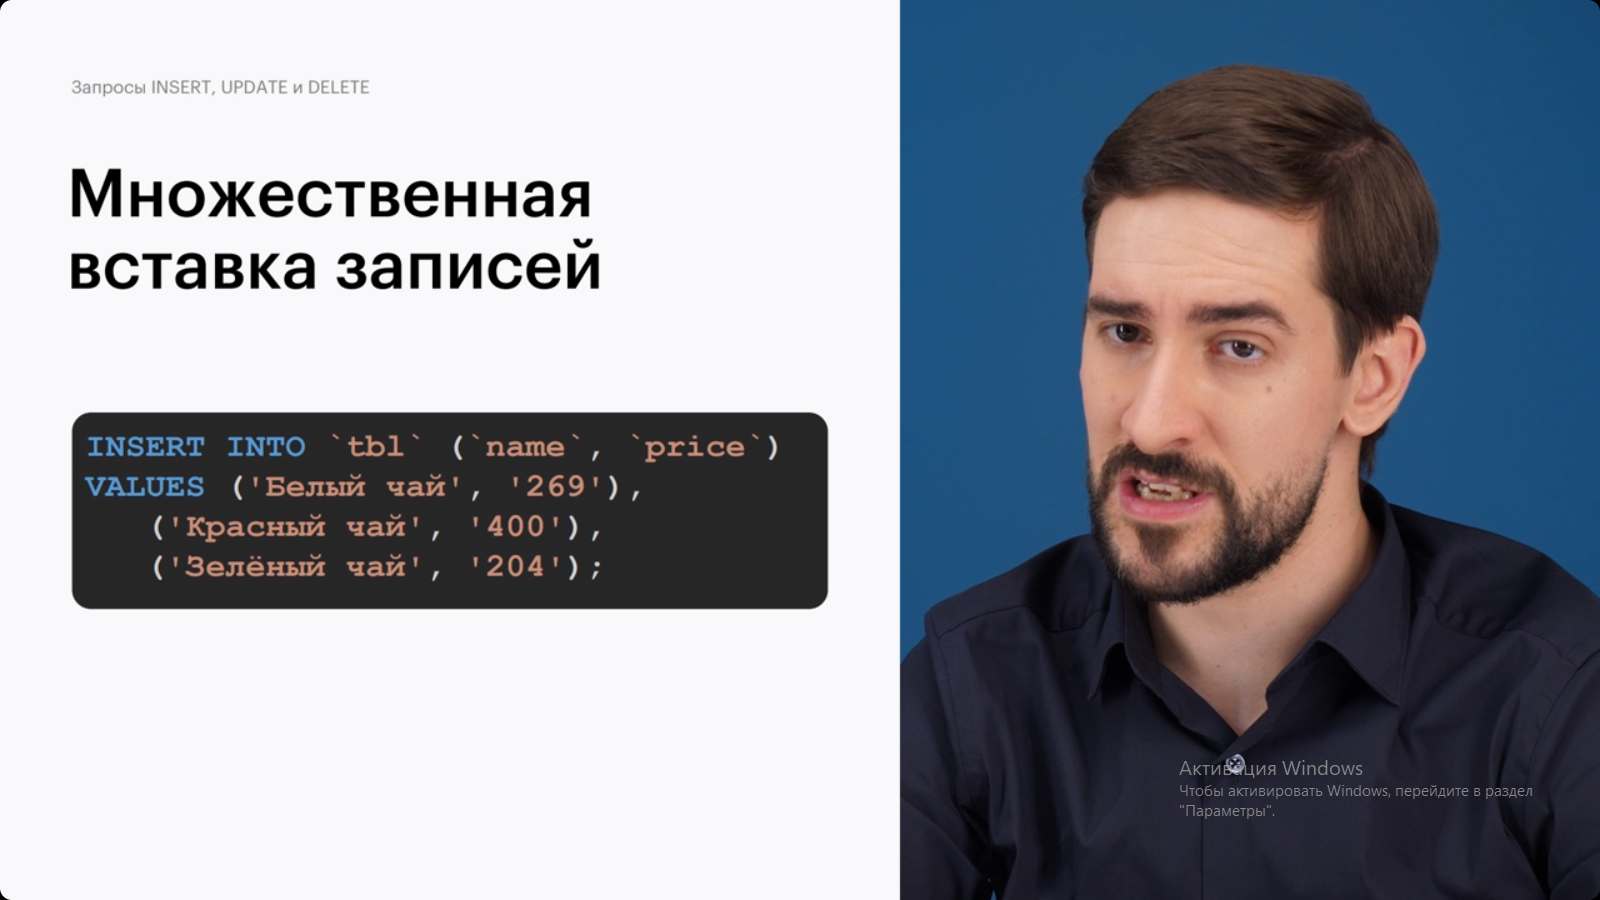 Запросы INSERT, UPDATE и DELETE
Множественная
вставка записей
INSERT INTO `tbl` (`name`, `price`)
VALUES ('Белый чай', '269'),
('Красный чай', '400'),
('Зелёный чай', '204');
Активация Windows
Чтобы активировать Windows, перейдите в раздел
"Параметры".